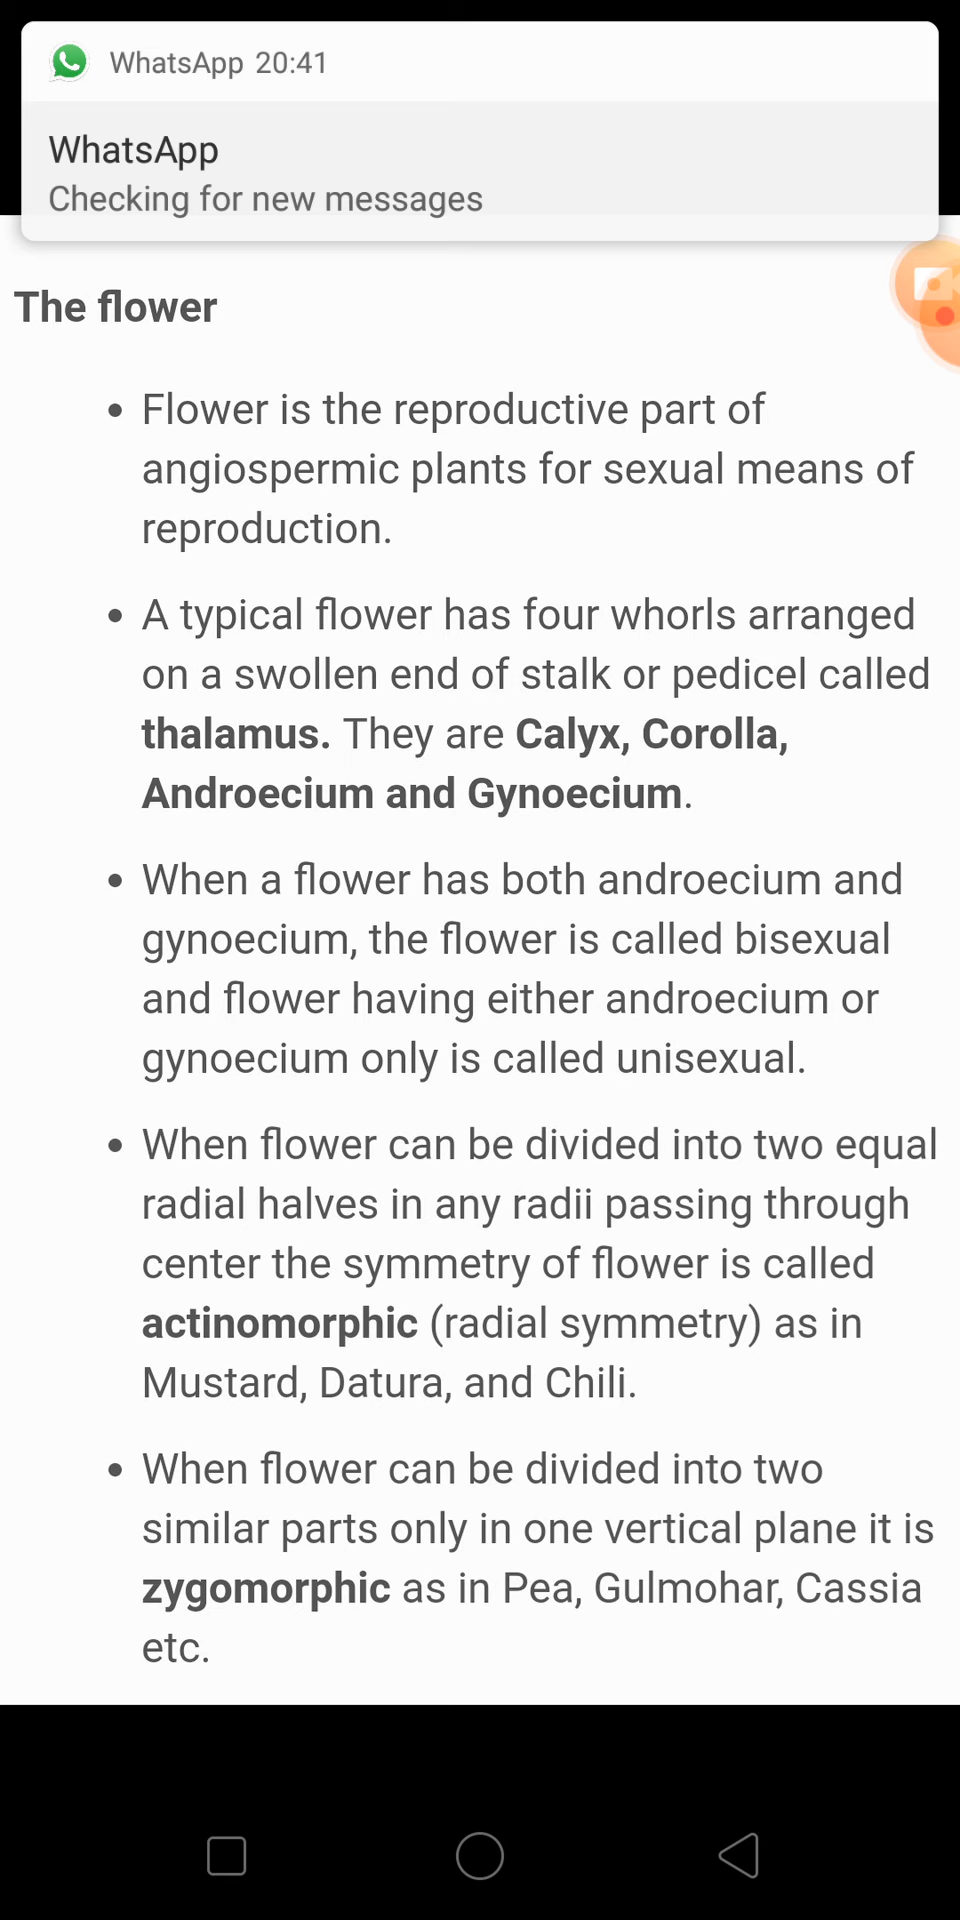 WhatsApp 20:41
WhatsApp
Checking for new messages
The flower
• Flower is the reproductive part of
angiospermic plants for sexual means of
reproduction.
• A typical flower has four whorls arranged
on a swollen end of stalk or pedicel called
thalamus. They are Calyx, Corolla,
Androecium and Gynoecium.
• When a flower has both androecium and
gynoecium, the flower is called bisexual
and flower having either androecium or
gynoecium only is called unisexual.
• When flower can be divided into two equal
radial halves in any radii passing through
center the symmetry of flower is called
actinomorphic (radial symmetry) as in
Mustard, Datura, and Chili.
• When flower can be divided into two
similar parts only in one vertical plane it is
zygomorphic as in Pea, Gulmohar, Cassia
etc.